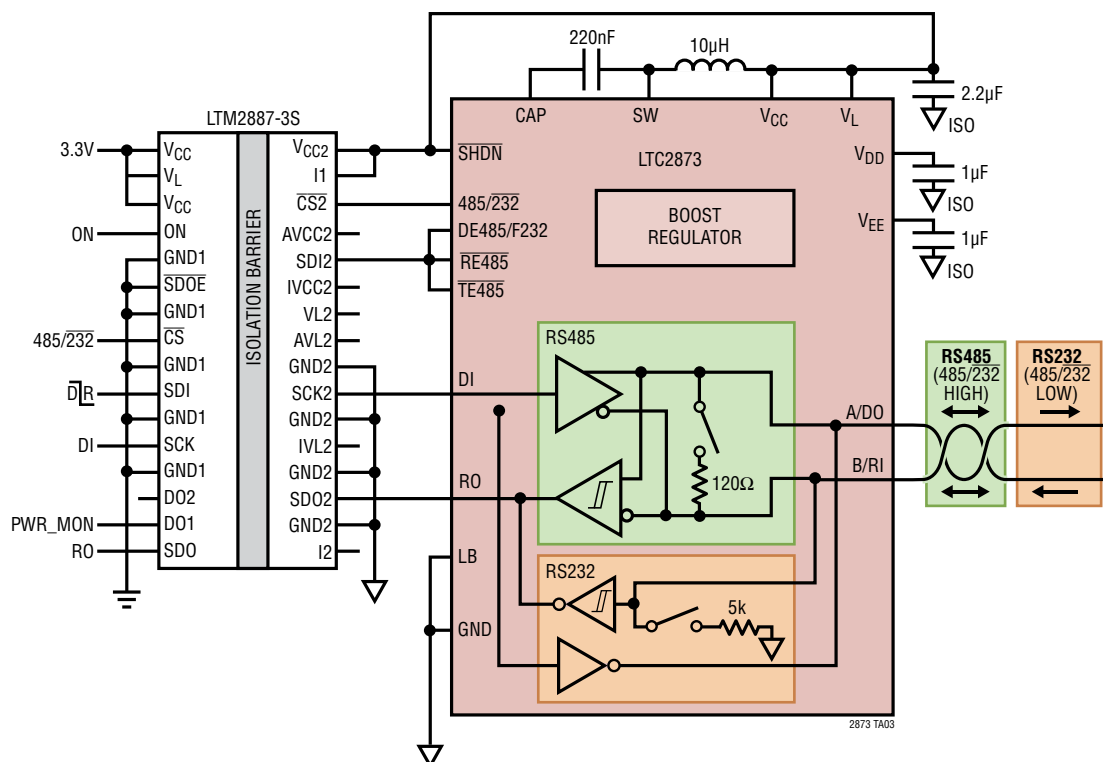 220nF
10µH
2.2µF
ISO
CAP
SW
VCC
VL
LTM2887-3S
3.3V
VCC
VL
VCC
ON
ON
GND1
SDOE
GND1
485/232
CS
GND1
D R
SDI
GND1
DI
SCK
GND1
DO2
PWR_MON
DO1
RO
SDO
ISOLATION BARRIER
VCC2
I1
CS2
AVCC2
SDI2
IVCC2
VL2
AVL2
GND2
SCK2
GND2
IVL2
GND2
SDO2
GND2
I2
SHDN
485/232
DE485/F232
RE485
TE485
DI
RO
LB
GND
LTC2873
BOOST
REGULATOR
VDD
1µF
ISO
VEE
1µF
ISO
RS485
120Ω
RS232
5k
A/DO
B/RI
RS485
(485/232
HIGH)
RS232
(485/232
LOW)
2873 TA03